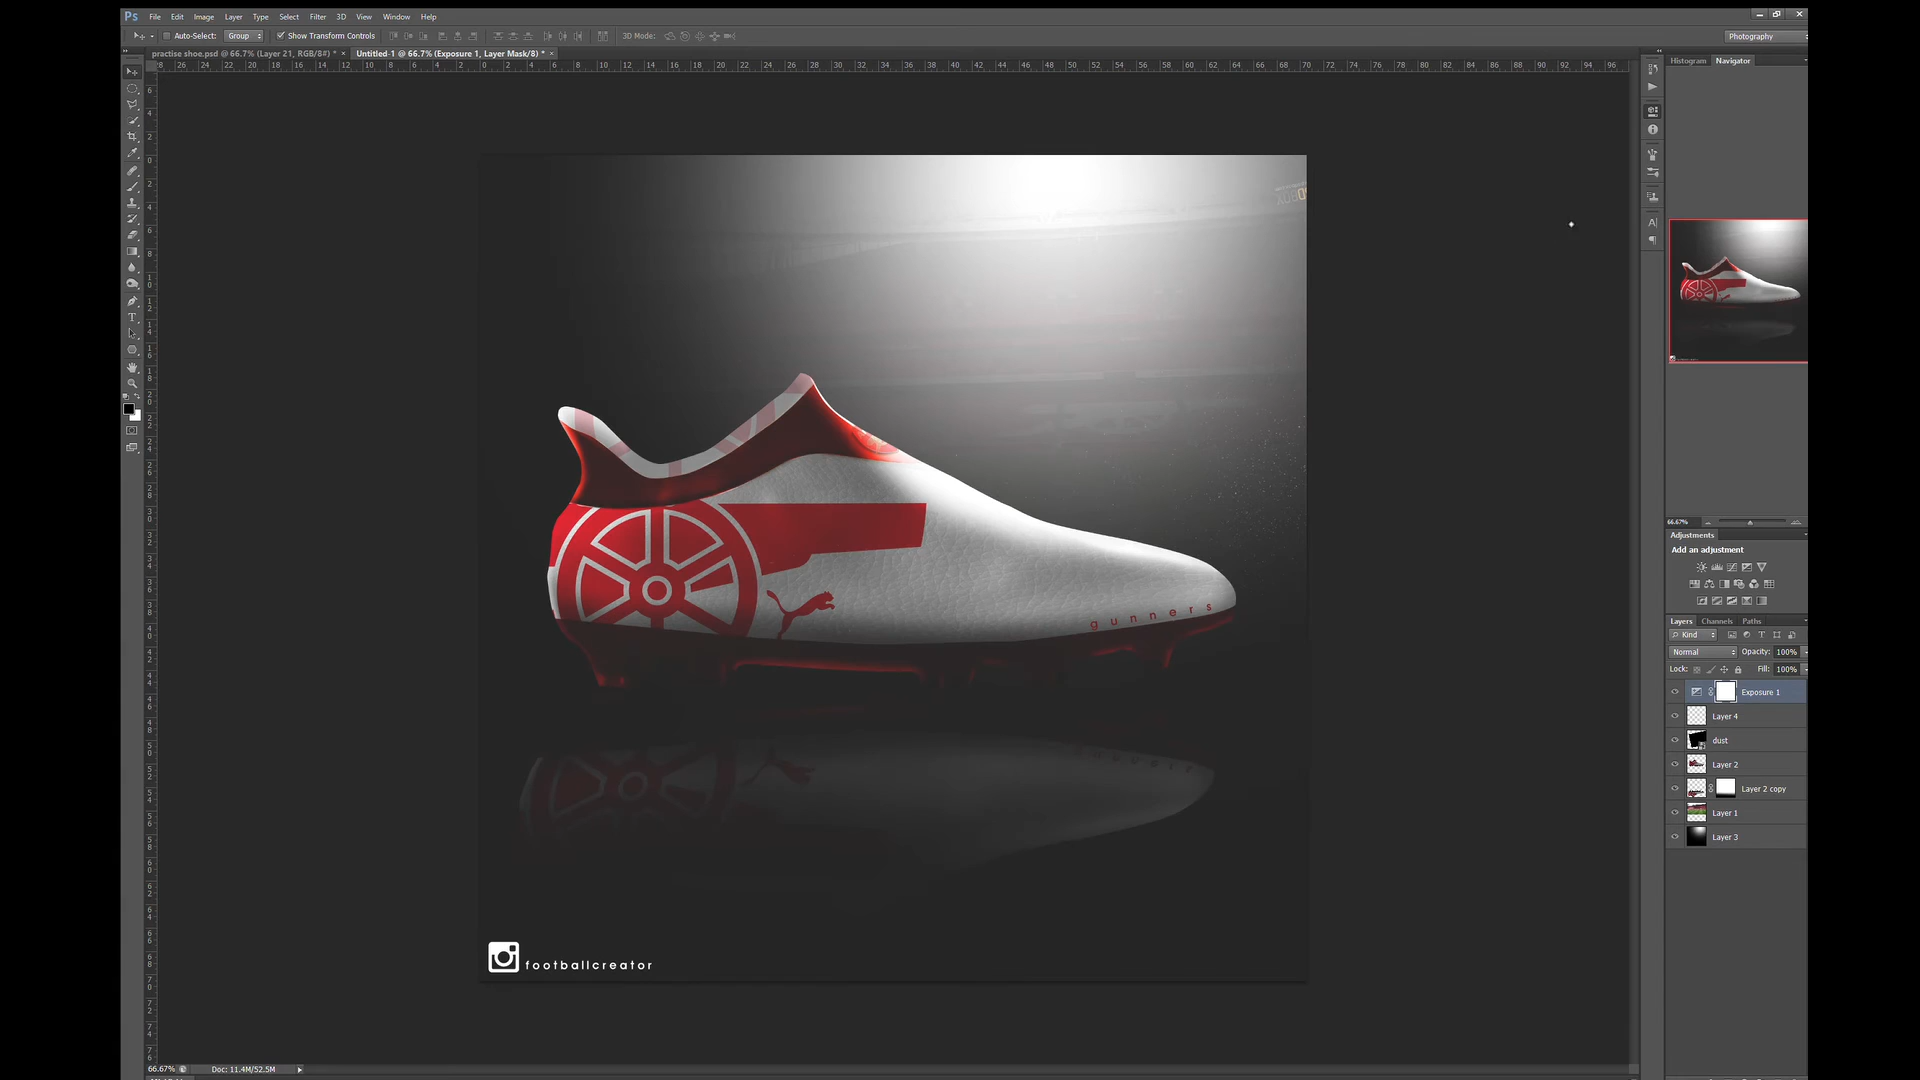 Ps File Edit Image Layer Type Select Filter 3D View Window Help
Auto-Select: Group Show Transform Controls 3D Mode: Photography
practise shoe.psd @ 66.7% (Layer 21, RGB/8#) * × Untitled-1 @ 66.7% (Exposure 1, Layer Mask/8) * ×
Histogram Navigator
gunners
footballcreator
66.67%
Adjustments
Add an adjustment
Layers Channels Paths
Kind
Normal Opacity: 100%
Lock: Fill: 100%
Exposure 1
Layer 4
dust
Layer 2
Layer 2 copy
Layer 1
Layer 3
66.67% Doc: 11.4M/52.5M